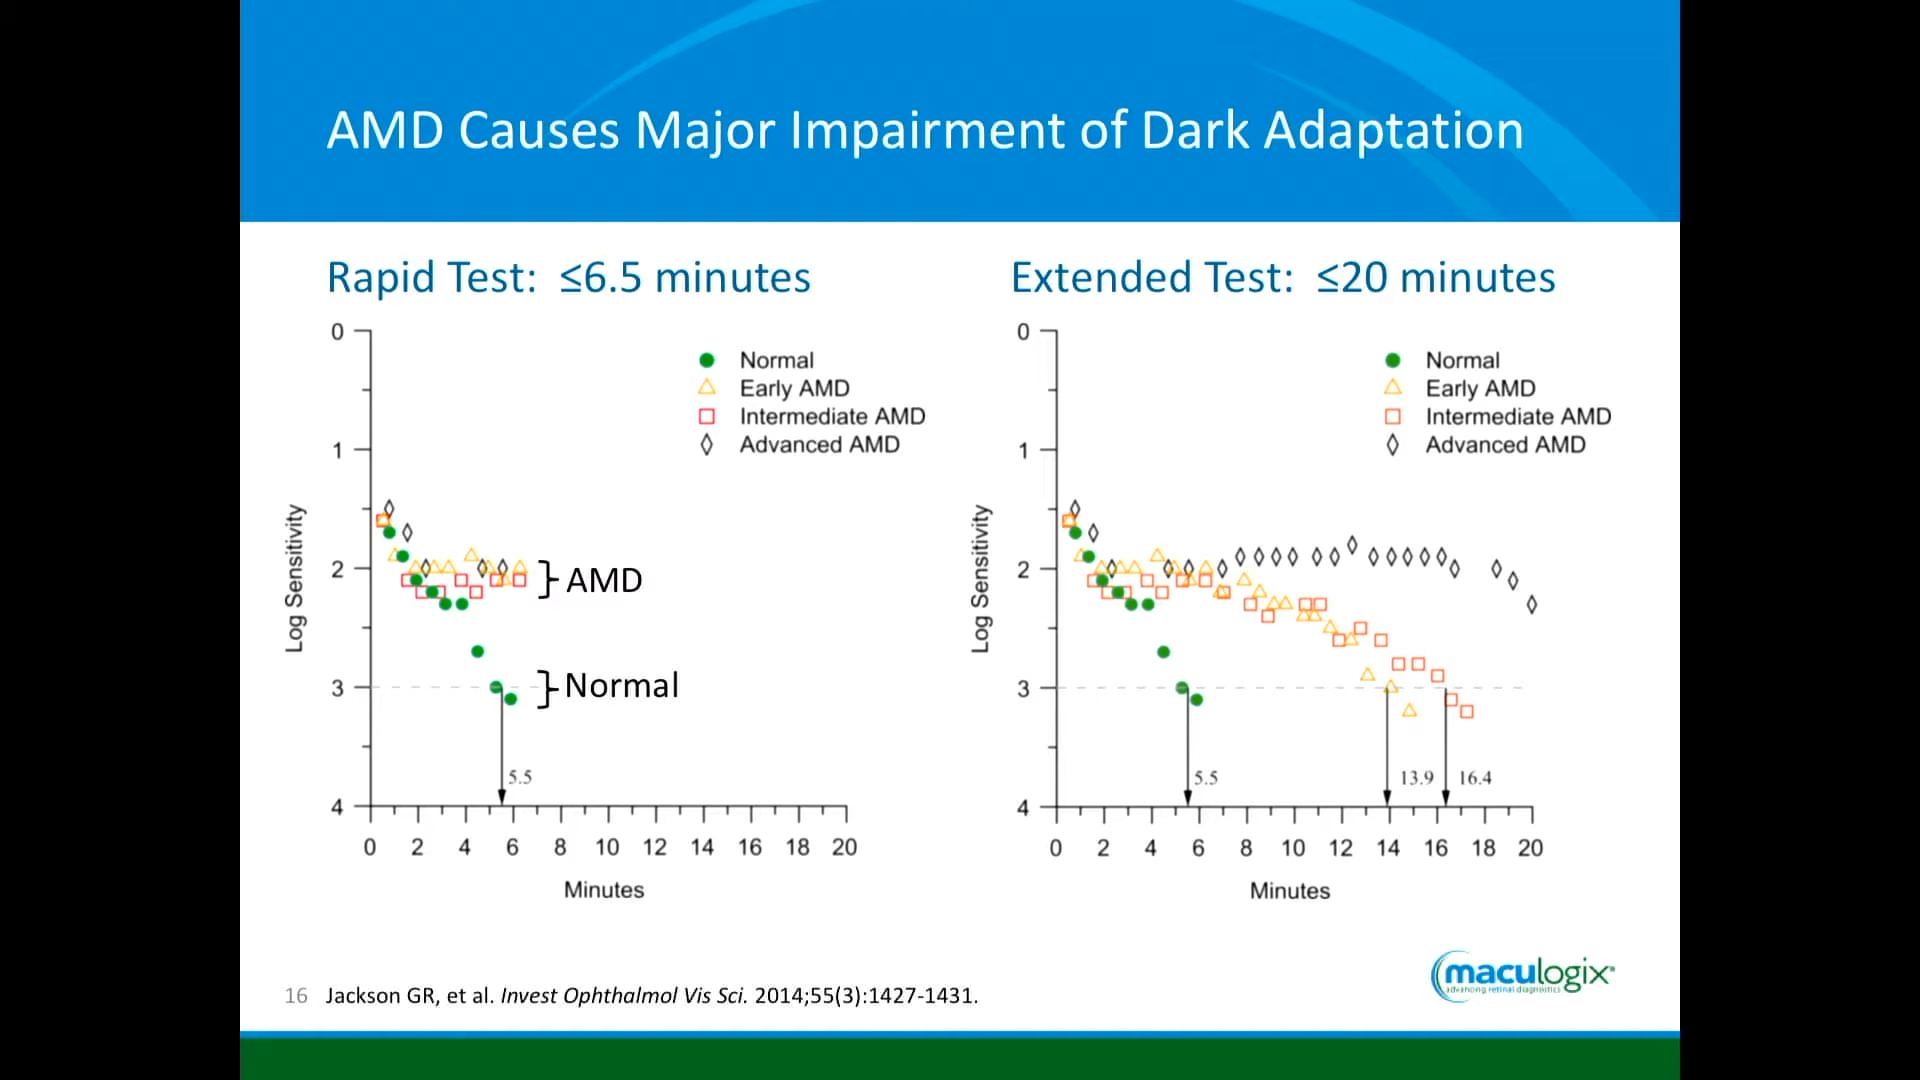 AMD Causes Major Impairment of Dark Adaptation
Rapid Test: ≤6.5 minutes
0
1
2
3
4
Log Sensitivity
Normal
Early AMD
Intermediate AMD
Advanced AMD
} AMD
} Normal
5.5
0 2 4 6 8 10 12 14 16 18 20
Minutes
Extended Test: ≤20 minutes
0
1
2
3
4
Log Sensitivity
Normal
Early AMD
Intermediate AMD
Advanced AMD
5.5 13.9 16.4
0 2 4 6 8 10 12 14 16 18 20
Minutes
maculogix®
advancing retinal diagnostics
16 Jackson GR, et al. Invest Ophthalmol Vis Sci. 2014;55(3):1427-1431.